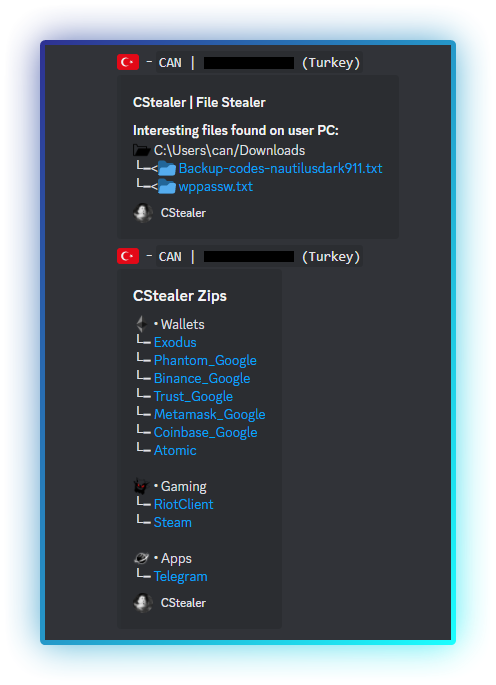 - CAN | (Turkey)
CStealer | File Stealer
Interesting files found on user PC:
C:\Users\can/Downloads
└─<Backup-codes-nautilusdark911.txt
└─<wppassw.txt
CStealer
- CAN | (Turkey)
CStealer Zips
• Wallets
└─ Exodus
└─ Phantom_Google
└─ Binance_Google
└─ Trust_Google
└─ Metamask_Google
└─ Coinbase_Google
└─ Atomic
• Gaming
└─ RiotClient
└─ Steam
• Apps
└─ Telegram
CStealer